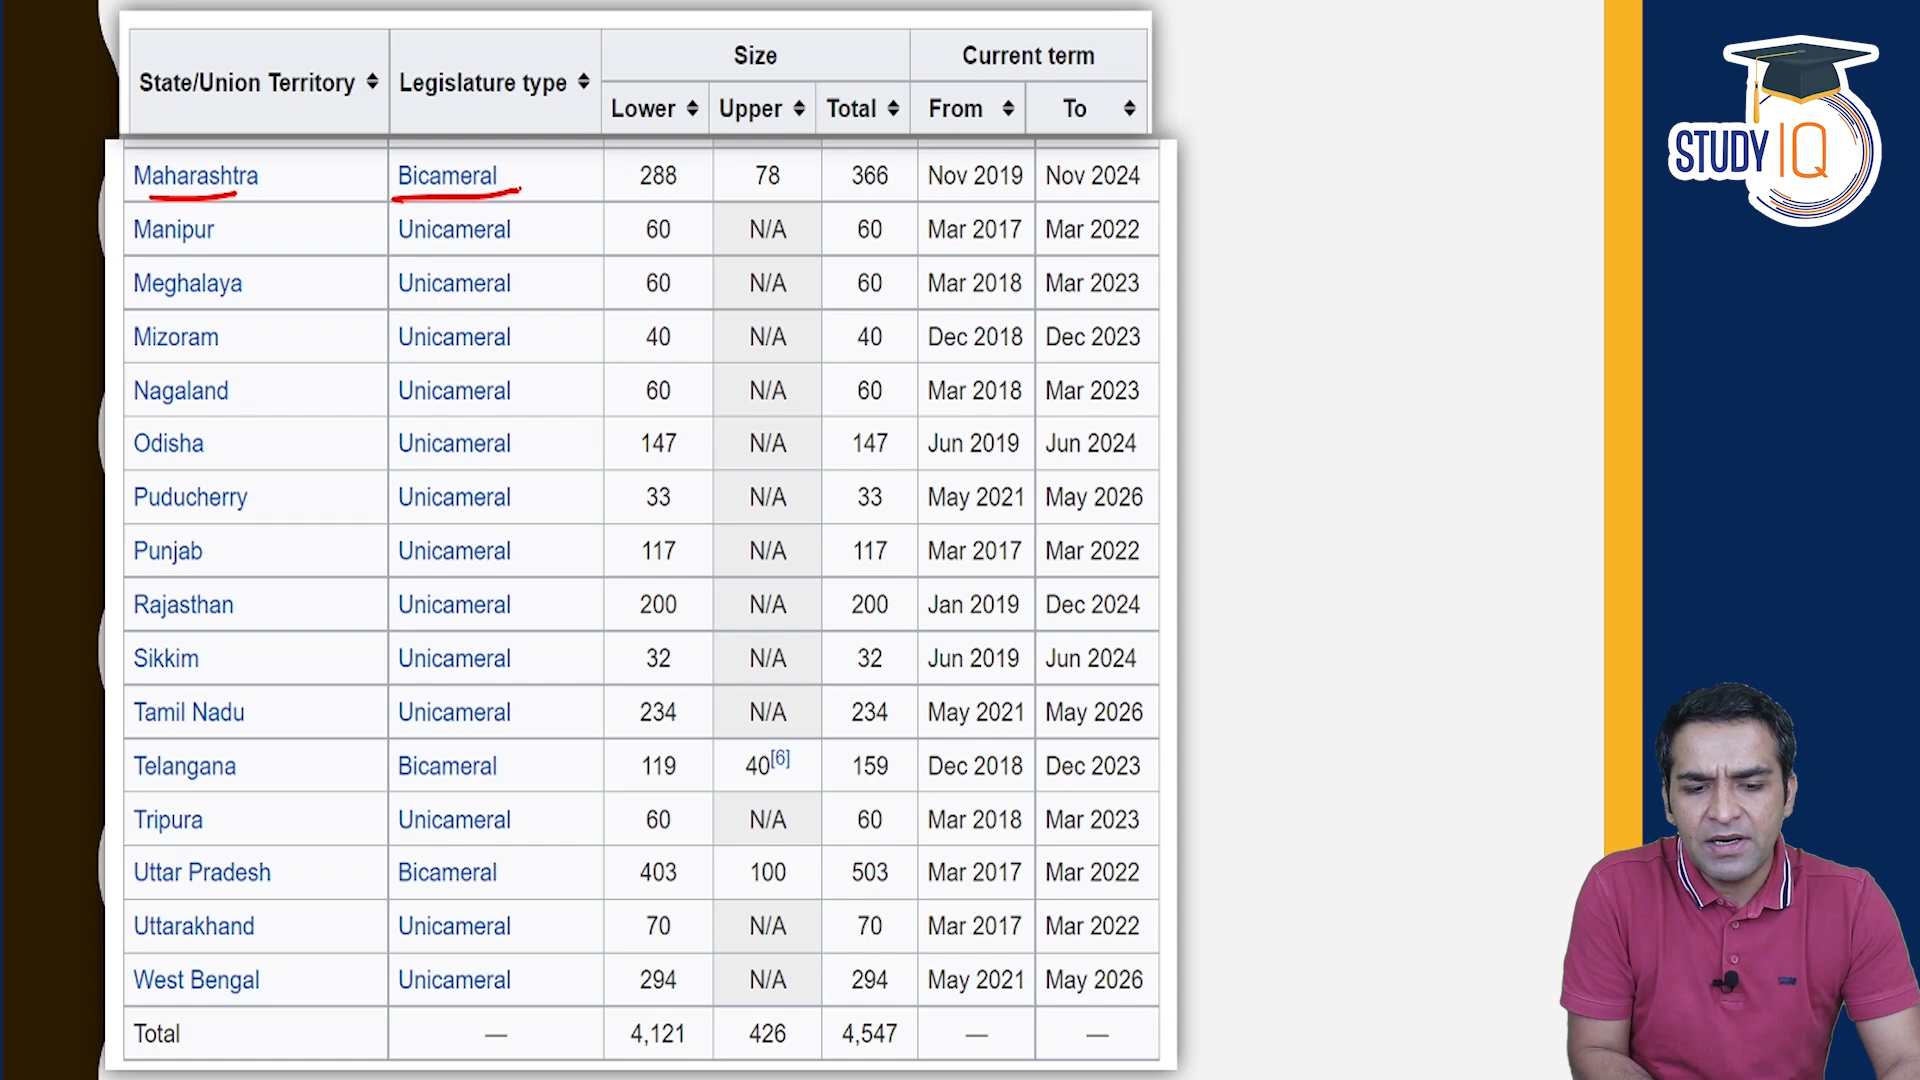 State/Union Territory Legislature type Size Current term
Lower Upper Total From To
Maharashtra Bicameral 288 78 366 Nov 2019 Nov 2024
Manipur Unicameral 60 N/A 60 Mar 2017 Mar 2022
Meghalaya Unicameral 60 N/A 60 Mar 2018 Mar 2023
Mizoram Unicameral 40 N/A 40 Dec 2018 Dec 2023
Nagaland Unicameral 60 N/A 60 Mar 2018 Mar 2023
Odisha Unicameral 147 N/A 147 Jun 2019 Jun 2024
Puducherry Unicameral 33 N/A 33 May 2021 May 2026
Punjab Unicameral 117 N/A 117 Mar 2017 Mar 2022
Rajasthan Unicameral 200 N/A 200 Jan 2019 Dec 2024
Sikkim Unicameral 32 N/A 32 Jun 2019 Jun 2024
Tamil Nadu Unicameral 234 N/A 234 May 2021 May 2026
Telangana Bicameral 119 40[6] 159 Dec 2018 Dec 2023
Tripura Unicameral 60 N/A 60 Mar 2018 Mar 2023
Uttar Pradesh Bicameral 403 100 503 Mar 2017 Mar 2022
Uttarakhand Unicameral 70 N/A 70 Mar 2017 Mar 2022
West Bengal Unicameral 294 N/A 294 May 2021 May 2026
Total — 4,121 426 4,547 — —
STUDY IQ